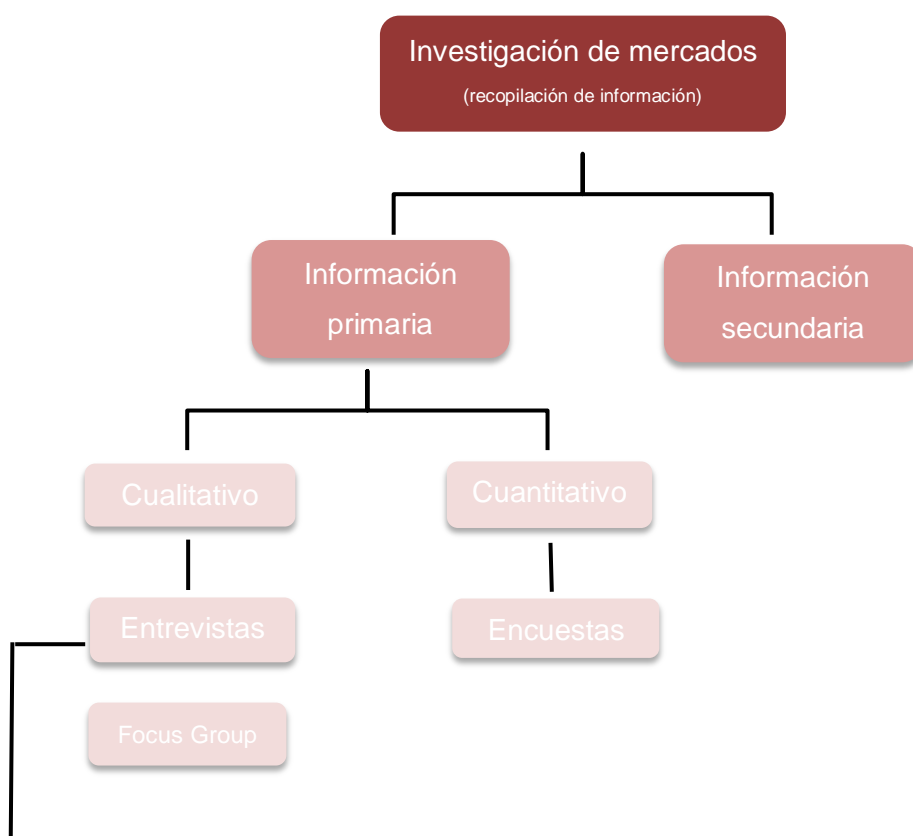 Investigación de mercados
(recopilación de información)
Información
primaria
Información
secundaria
Cualitativo
Cuantitativo
Entrevistas
Encuestas
Focus Group